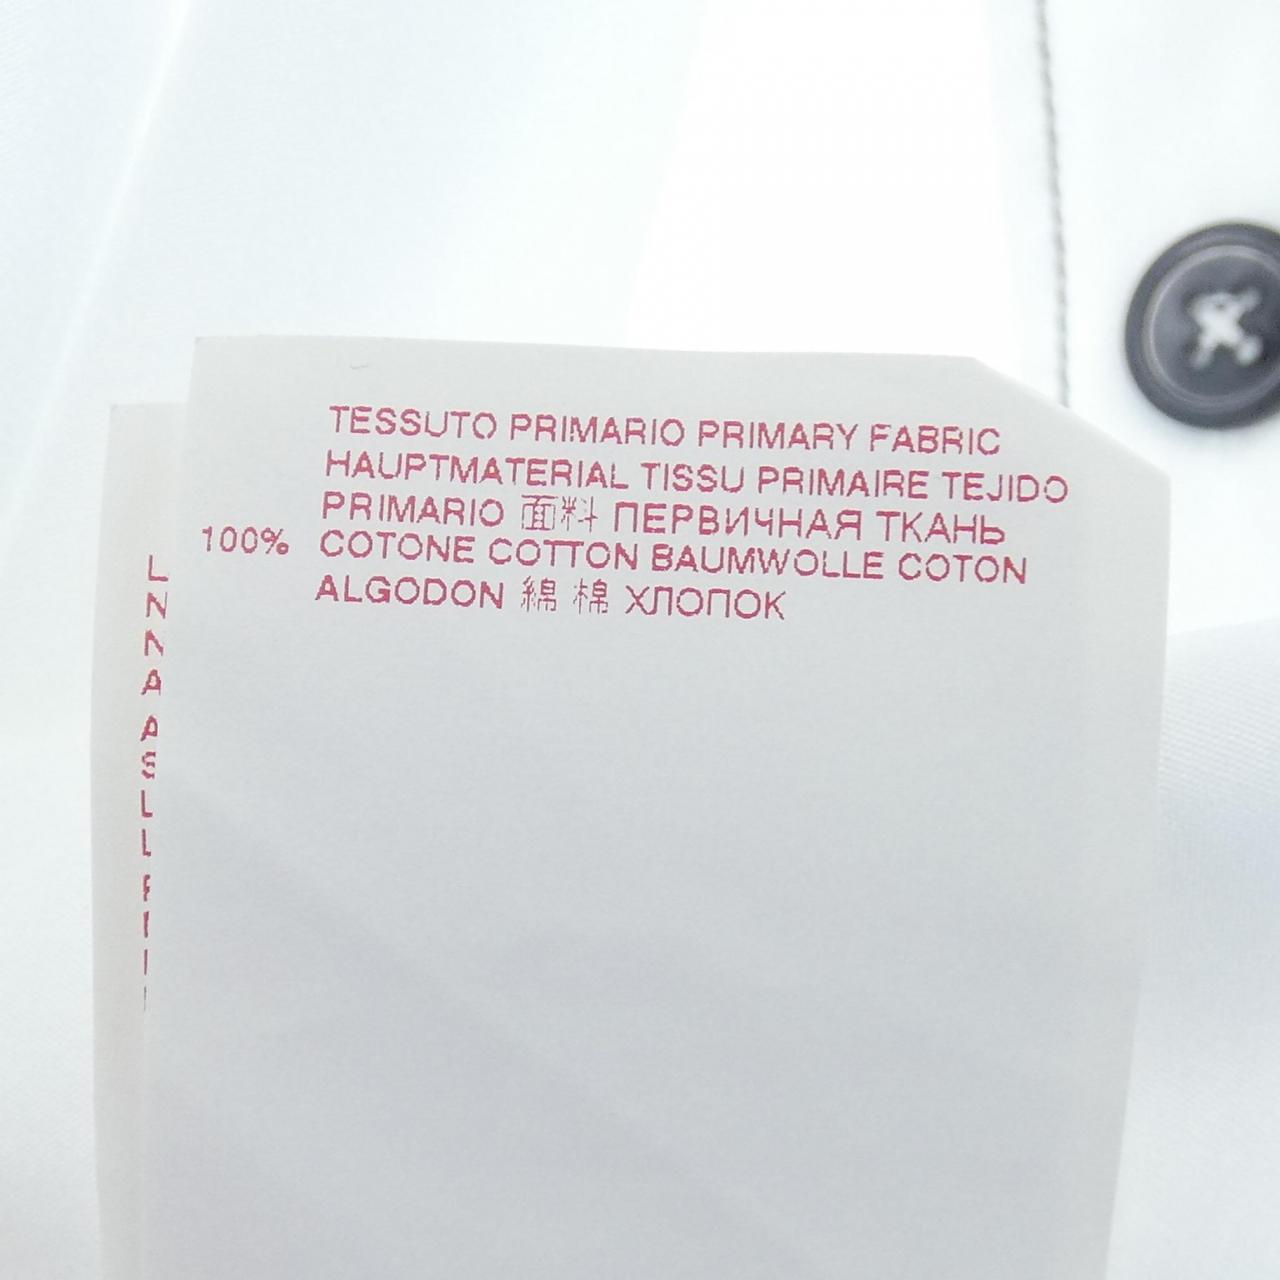 TESSUTO PRIMARIO PRIMARY FABRIC
HAUPTMATERIAL TISSU PRIMAIRE TEJIDO
PRIMARIO 面料 ПЕРВИЧНАЯ ТКАНЬ
100% COTONE COTTON BAUMWOLLE COTON
ALGODON 綿 棉 ХЛОПОК
L
N
N
A
A
S
L
L